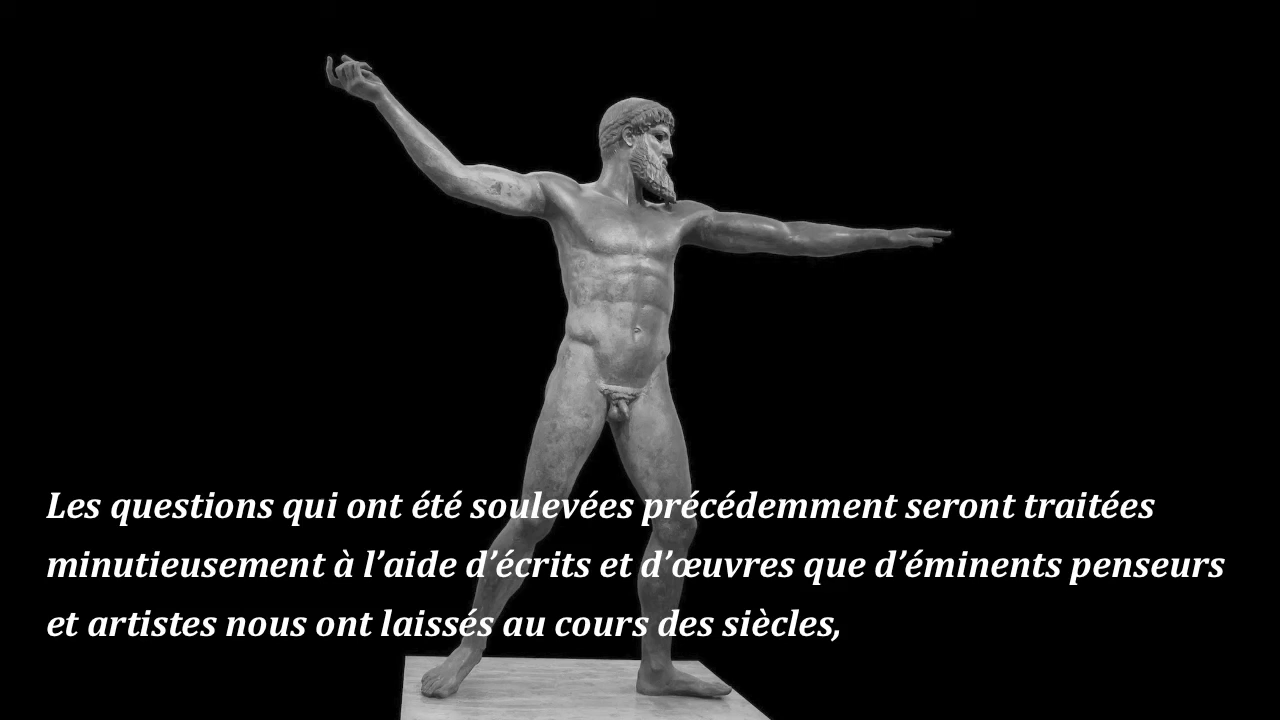 Les questions qui ont été soulevées précédemment seront traitées
minutieusement à l’aide d’écrits et d’œuvres que d’éminents penseurs
et artistes nous ont laissés au cours des siècles,